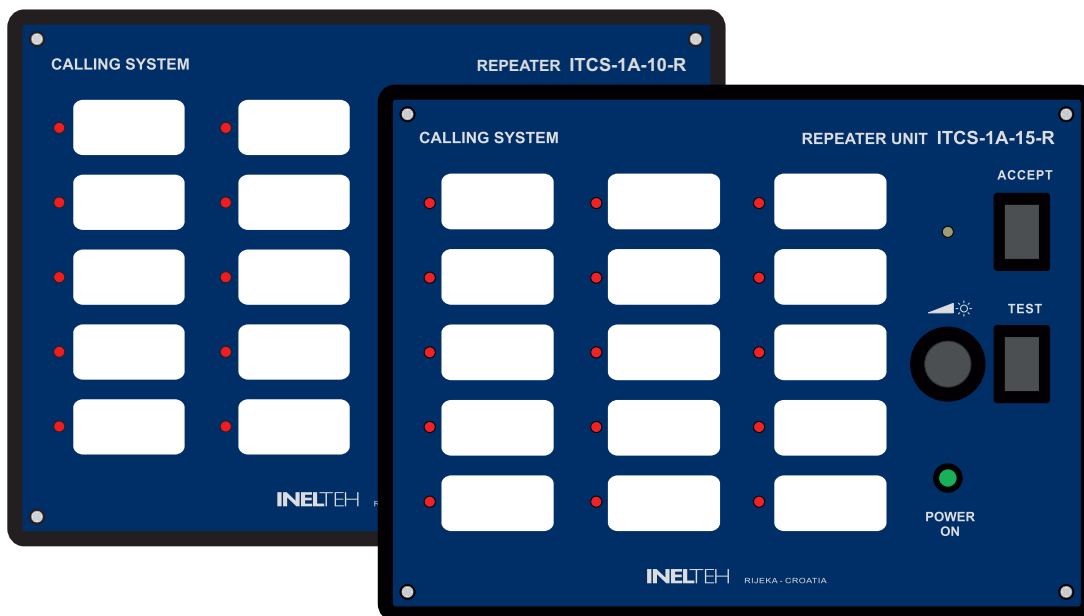 CALLING SYSTEM
REPEATER ITCS-1A-10-R
INELTEH
CALLING SYSTEM
REPEATER UNIT ITCS-1A-15-R
ACCEPT
TEST
POWER
ON
INELTEH RIJEKA - CROATIA